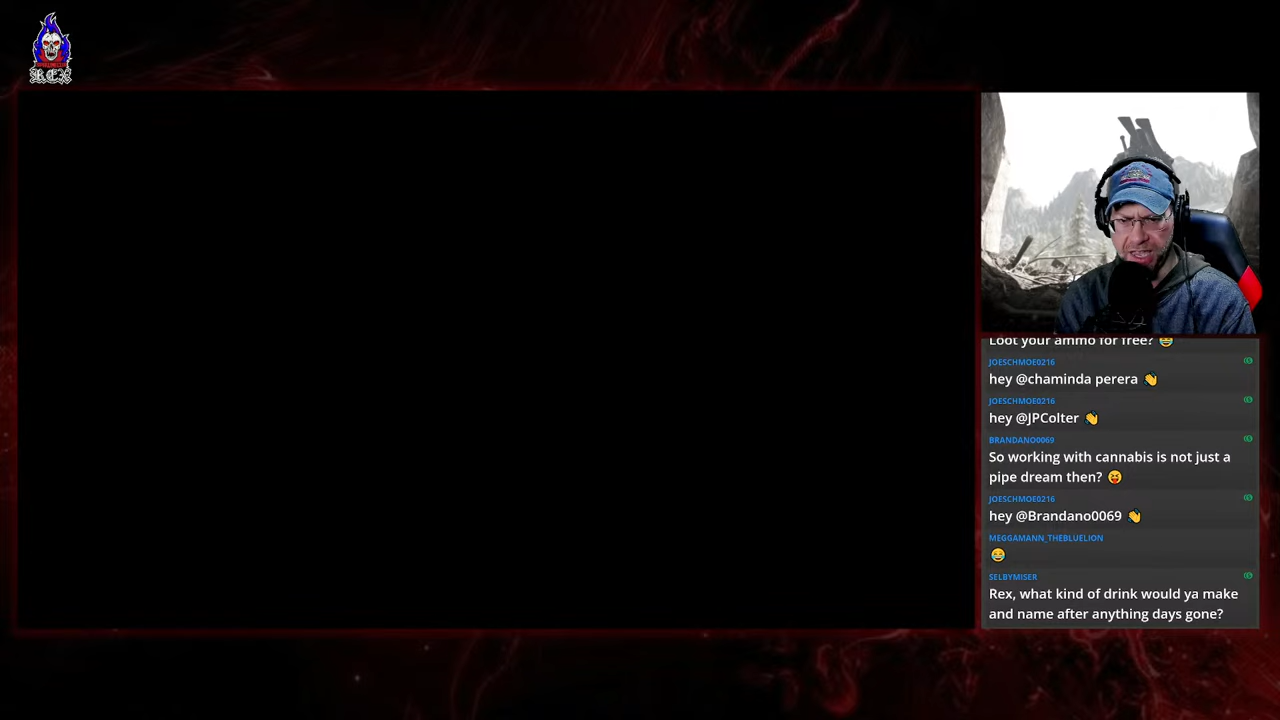 REX
Loot your ammo for free? 😂
JOESCHMOE0216
hey @chaminda perera 👋
JOESCHMOE0216
hey @JPColter 👋
BRANDANO0069
So working with cannabis is not just a
pipe dream then? 😝
JOESCHMOE0216
hey @Brandano0069 👋
MEGGAMANN_THEBLUELION
😂
SELBYMISER
Rex, what kind of drink would ya make
and name after anything days gone?